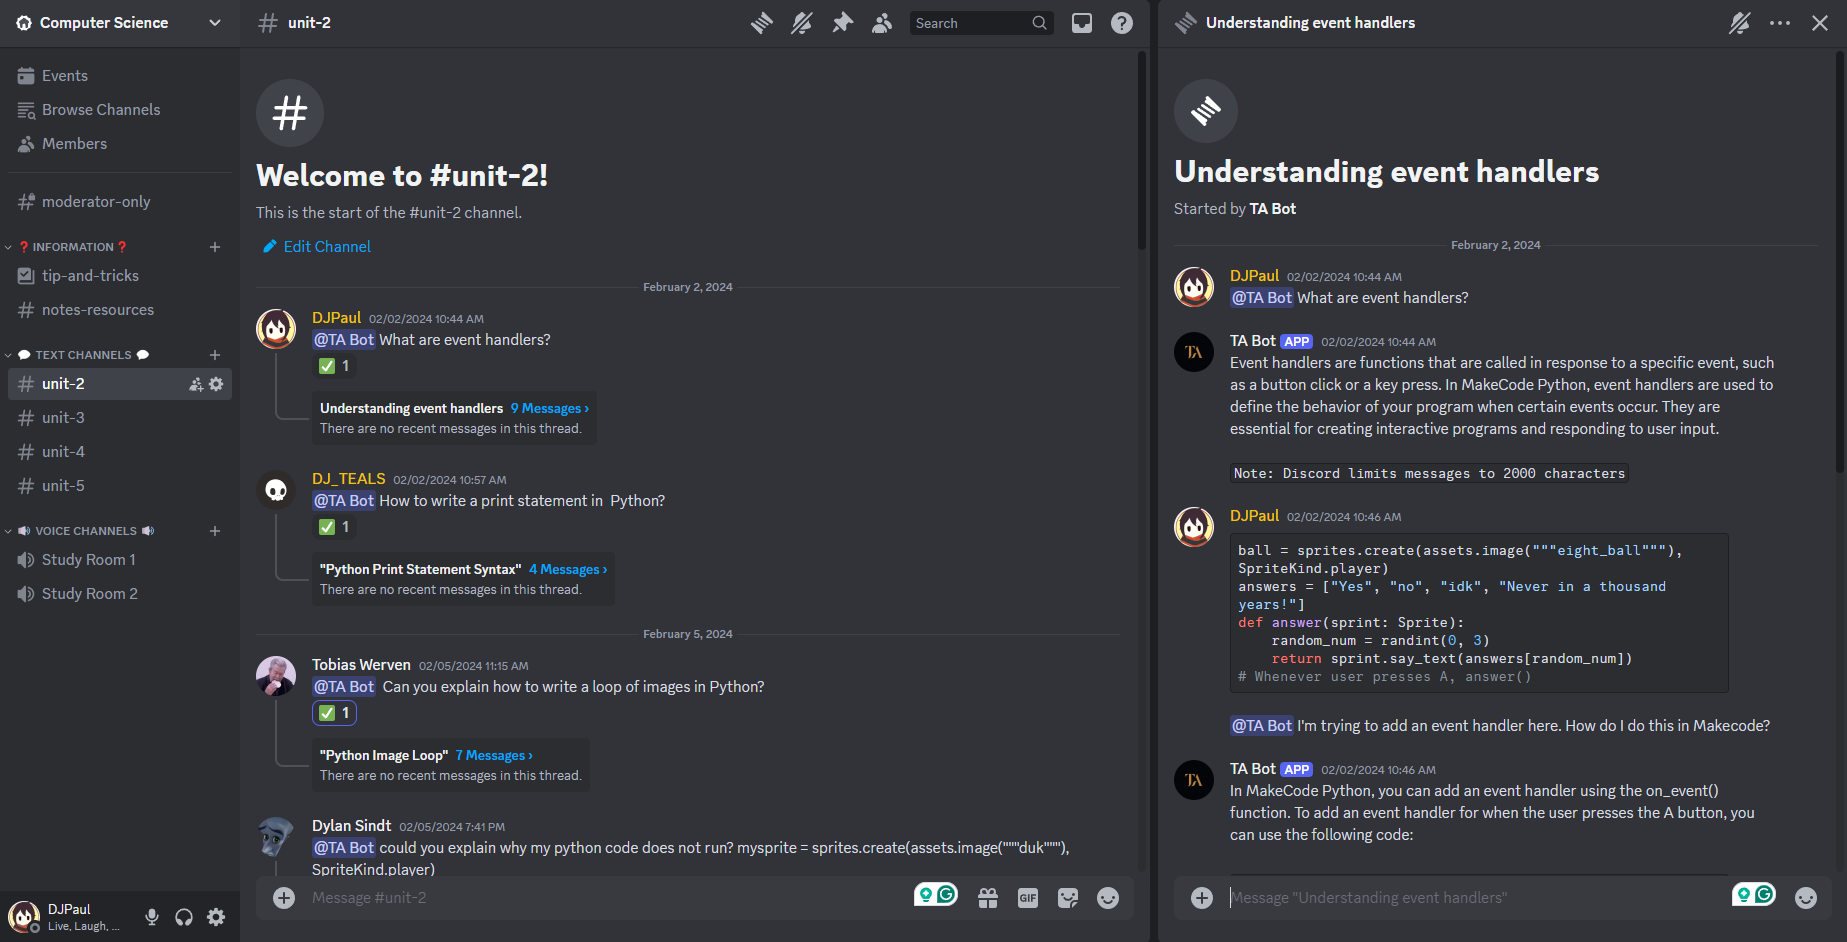 Computer Science
Events
Browse Channels
Members
moderator-only
INFORMATION
tip-and-tricks
notes-resources
TEXT CHANNELS
unit-2
unit-3
unit-4
unit-5
VOICE CHANNELS
Study Room 1
Study Room 2
DJPaul
Live, Laugh, ...
unit-2
Search
Welcome to #unit-2!
This is the start of the #unit-2 channel.
Edit Channel
February 2, 2024
DJPaul 02/02/2024 10:44 AM
@TA Bot What are event handlers?
1
Understanding event handlers 9 Messages ›
There are no recent messages in this thread.
DJ_TEALS 02/02/2024 10:57 AM
@TA Bot How to write a print statement in Python?
1
"Python Print Statement Syntax" 4 Messages ›
There are no recent messages in this thread.
February 5, 2024
Tobias Werven 02/05/2024 11:15 AM
@TA Bot Can you explain how to write a loop of images in Python?
1
"Python Image Loop" 7 Messages ›
There are no recent messages in this thread.
Dylan Sindt 02/05/2024 7:41 PM
@TA Bot could you explain why my python code does not run? mysprite = sprites.create(assets.image("""duk"""),
SpriteKind.player)
Message #unit-2
GIF
Understanding event handlers
Understanding event handlers
Started by TA Bot
February 2, 2024
DJPaul 02/02/2024 10:44 AM
@TA Bot What are event handlers?
TA
TA Bot APP 02/02/2024 10:44 AM
Event handlers are functions that are called in response to a specific event, such
as a button click or a key press. In MakeCode Python, event handlers are used to
define the behavior of your program when certain events occur. They are
essential for creating interactive programs and responding to user input.
Note: Discord limits messages to 2000 characters
DJPaul 02/02/2024 10:46 AM
ball = sprites.create(assets.image("""eight_ball"""),
SpriteKind.player)
answers = ["Yes", "no", "idk", "Never in a thousand
years!"]
def answer(sprint: Sprite):
    random_num = randint(0, 3)
    return sprint.say_text(answers[random_num])
# Whenever user presses A, answer()
@TA Bot I'm trying to add an event handler here. How do I do this in Makecode?
TA
TA Bot APP 02/02/2024 10:46 AM
In MakeCode Python, you can add an event handler using the on_event()
function. To add an event handler for when the user presses the A button, you
can use the following code:
Message "Understanding event handlers"